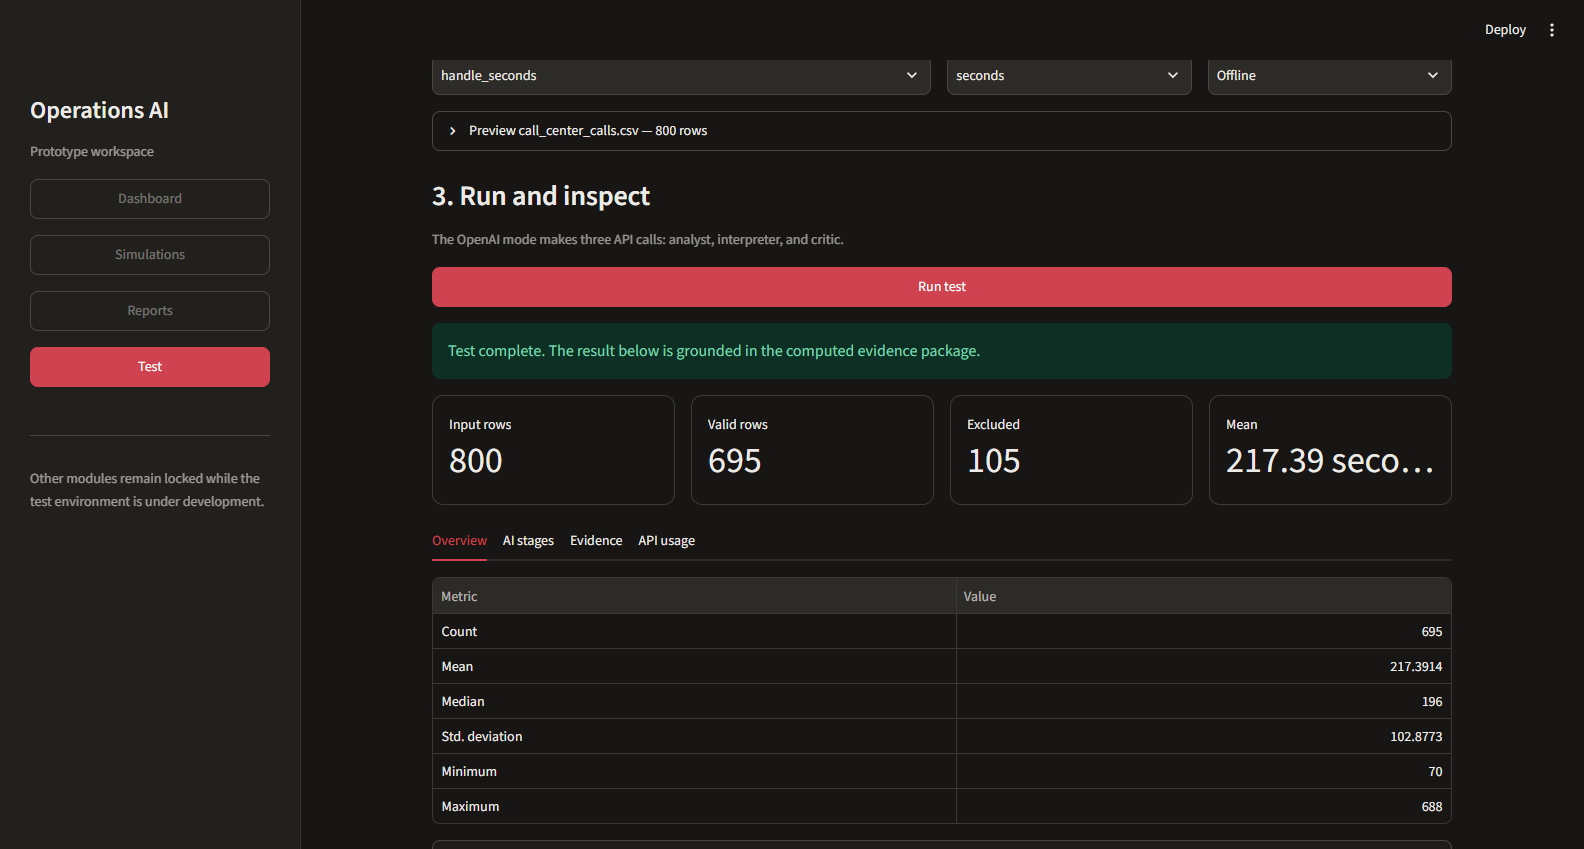 Deploy
Operations AI
Prototype workspace
Dashboard
Simulations
Reports
Test
Other modules remain locked while the
test environment is under development.
handle_seconds
seconds
Offline
Preview call_center_calls.csv — 800 rows
3. Run and inspect
The OpenAI mode makes three API calls: analyst, interpreter, and critic.
Run test
Test complete. The result below is grounded in the computed evidence package.
Input rows
800
Valid rows
695
Excluded
105
Mean
217.39 seco...
Overview AI stages Evidence API usage
Metric Value
Count 695
Mean 217.3914
Median 196
Std. deviation 102.8773
Minimum 70
Maximum 688